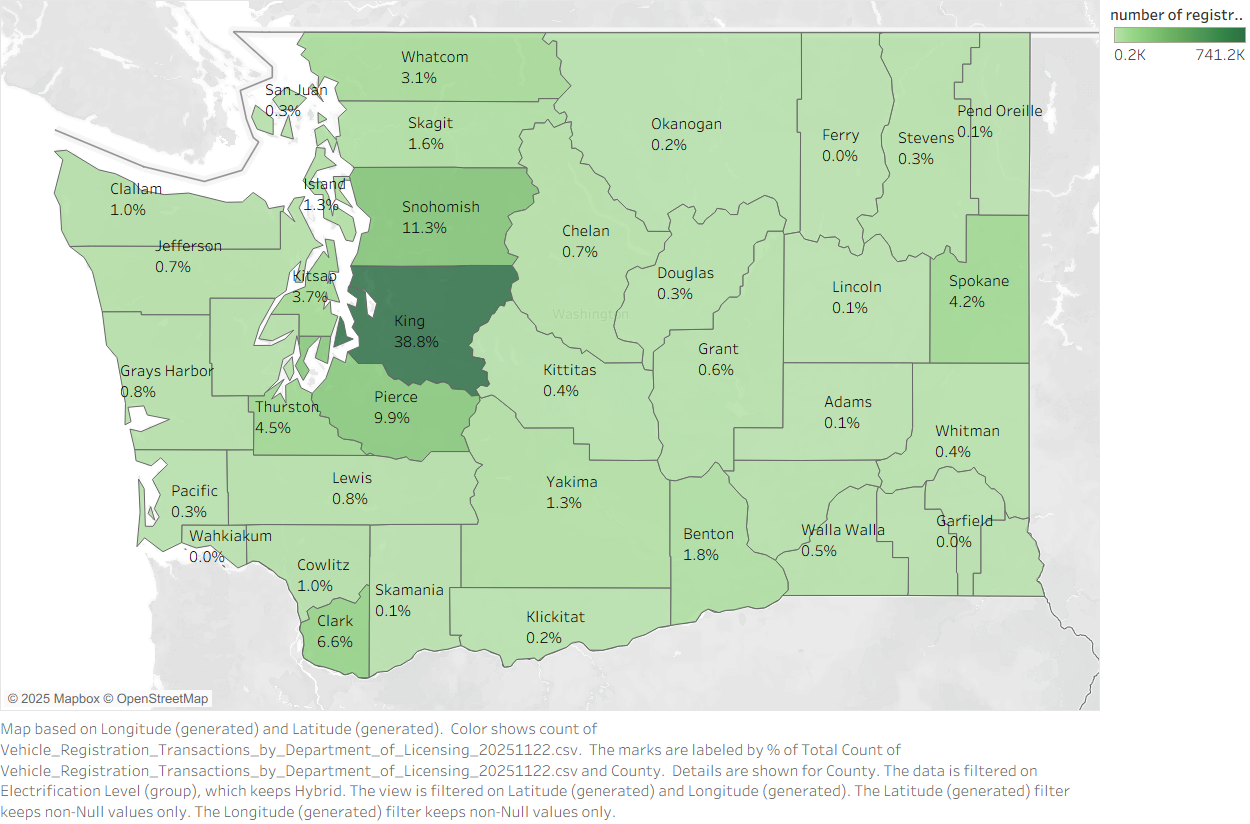 number of registr..
0.2K 741.2K
Whatcom
3.1%
San Juan
0.3%
Skagit
1.6%
Okanogan
0.2%
Ferry
0.0%
Stevens
0.3%
Pend Oreille
0.1%
Clallam
1.0%
Island
1.3%
Snohomish
11.3%
Chelan
0.7%
Jefferson
0.7%
Kitsap
3.7%
Douglas
0.3%
Lincoln
0.1%
Spokane
4.2%
Washington
King
38.8%
Grant
0.6%
Grays Harbor
0.8%
Kittitas
0.4%
Thurston
4.5%
Pierce
9.9%
Adams
0.1%
Whitman
0.4%
Lewis
0.8%
Yakima
1.3%
Pacific
0.3%
Wahkiakum
0.0%
Benton
1.8%
Walla Walla
0.5%
Garfield
0.0%
Cowlitz
1.0%
Skamania
0.1%
Clark
6.6%
Klickitat
0.2%
© 2025 Mapbox © OpenStreetMap
Map based on Longitude (generated) and Latitude (generated). Color shows count of
Vehicle_Registration_Transactions_by_Department_of_Licensing_20251122.csv. The marks are labeled by % of Total Count of
Vehicle_Registration_Transactions_by_Department_of_Licensing_20251122.csv and County. Details are shown for County. The data is filtered on
Electrification Level (group), which keeps Hybrid. The view is filtered on Latitude (generated) and Longitude (generated). The Latitude (generated) filter
keeps non-Null values only. The Longitude (generated) filter keeps non-Null values only.